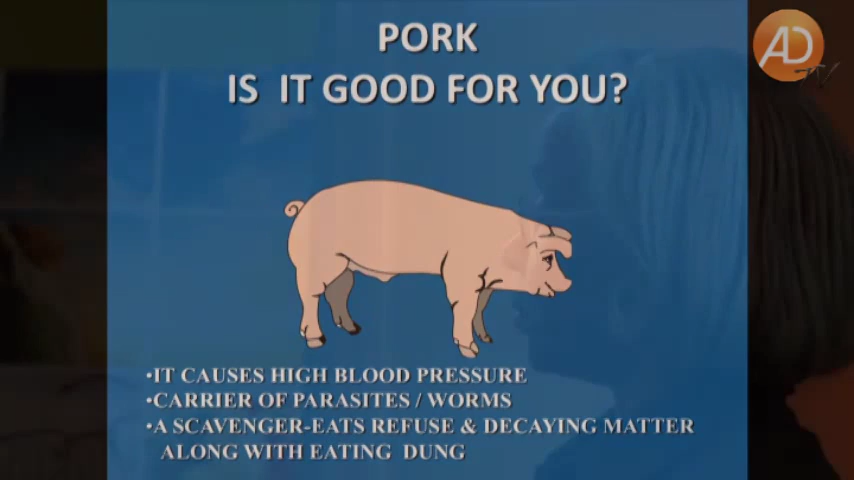 PORK
IS IT GOOD FOR YOU?
AD
TV
•IT CAUSES HIGH BLOOD PRESSURE
•CARRIER OF PARASITES / WORMS
•A SCAVENGER-EATS REFUSE & DECAYING MATTER
ALONG WITH EATING DUNG